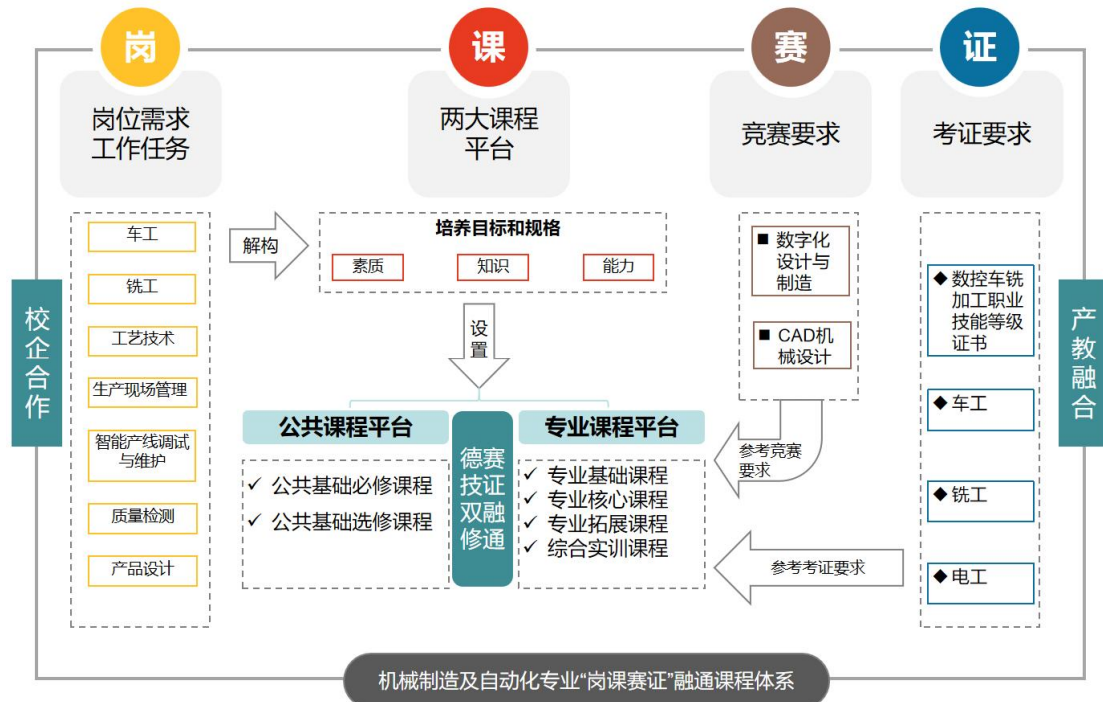 岗
课
赛
证
岗位需求
工作任务
两大课程
平台
竞赛要求
考证要求
车工
铣工
工艺技术
生产现场管理
智能产线调试
与维护
质量检测
产品设计
解构
培养目标和规格
素质
知识
能力
设
置
公共课程平台
✓ 公共基础必修课程
✓ 公共基础选修课程
德赛
技证
双融
修通
专业课程平台
✓ 专业基础课程
✓ 专业核心课程
✓ 专业拓展课程
✓ 综合实训课程
■ 数字化
设计与
制造
■ CAD机
械设计
参考竞赛
要求
参考考证要求
◆ 数控车铣
加工职业
技能等级
证书
◆ 车工
◆ 铣工
◆ 电工
校企合作
产教融合
机械制造及自动化专业“岗课赛证”融通课程体系